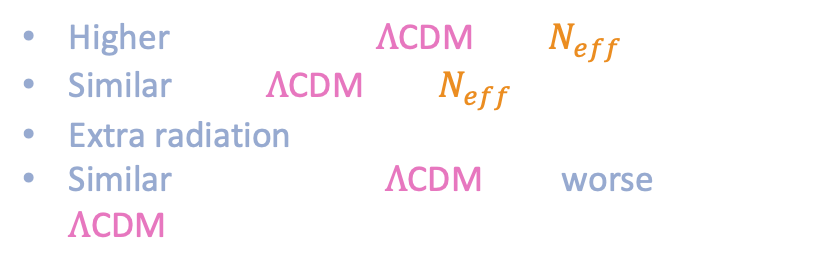 • Higher ΛCDM N_eff
• Similar ΛCDM N_eff
• Extra radiation
• Similar ΛCDM worse
ΛCDM